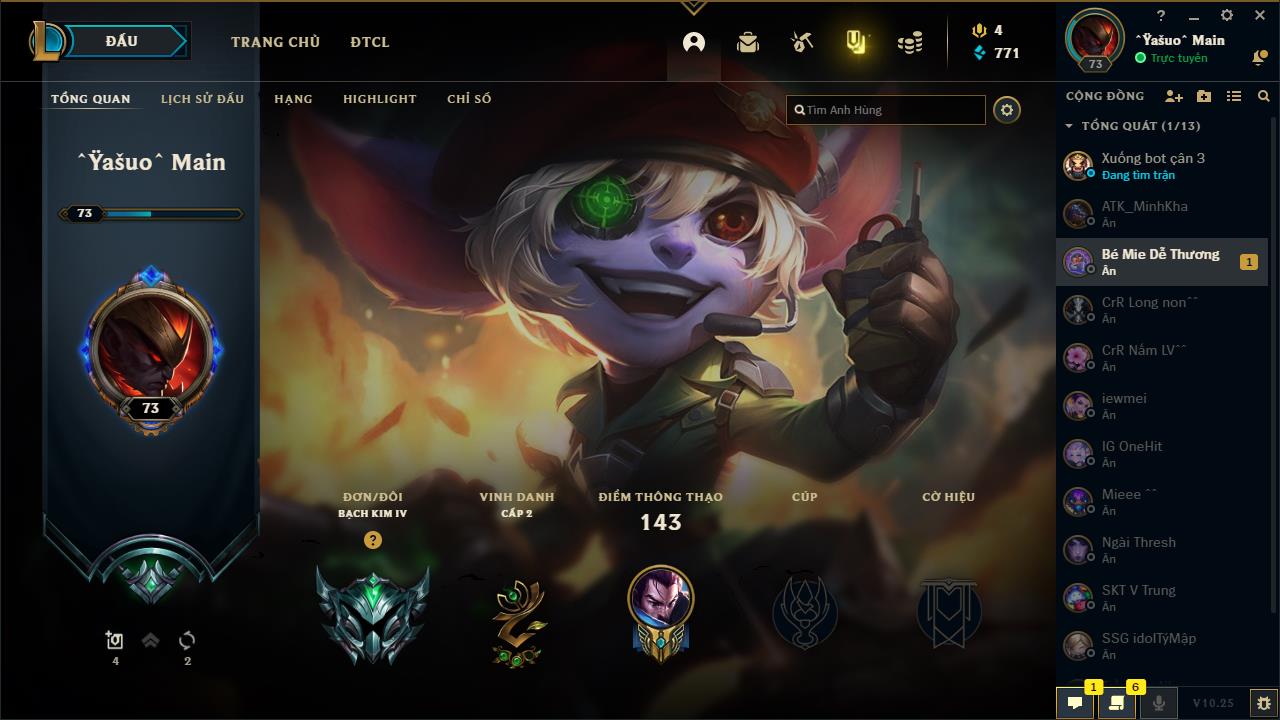 ĐẤU
TRANG CHỦ
ĐTCL
4
771
?
^Ÿašuo^ Main
Trực tuyến
73
TỔNG QUAN
LỊCH SỬ ĐẤU
HẠNG
HIGHLIGHT
CHỈ SỐ
Tìm Anh Hùng
^Ÿašuo^ Main
73
73
4
2
ĐƠN/ĐÔI
BẠCH KIM IV
?
VINH DANH
CẤP 2
ĐIỂM THÔNG THẠO
143
CÚP
CỜ HIỆU
CỘNG ĐỒNG
TỔNG QUÁT (1/13)
Xuống bot çân 3
Đang tìm trận
ATK_MinhKha
Ẩn
Bé Mie Dễ Thương
Ẩn
1
CrR Long non^^
Ẩn
CrR Nấm LV^^
Ẩn
iewmei
Ẩn
IG OneHit
Ẩn
Mieee ^^
Ẩn
Ngài Thresh
Ẩn
SKT V Trung
Ẩn
SSG idolTýMập
Ẩn
1
6
V10.25